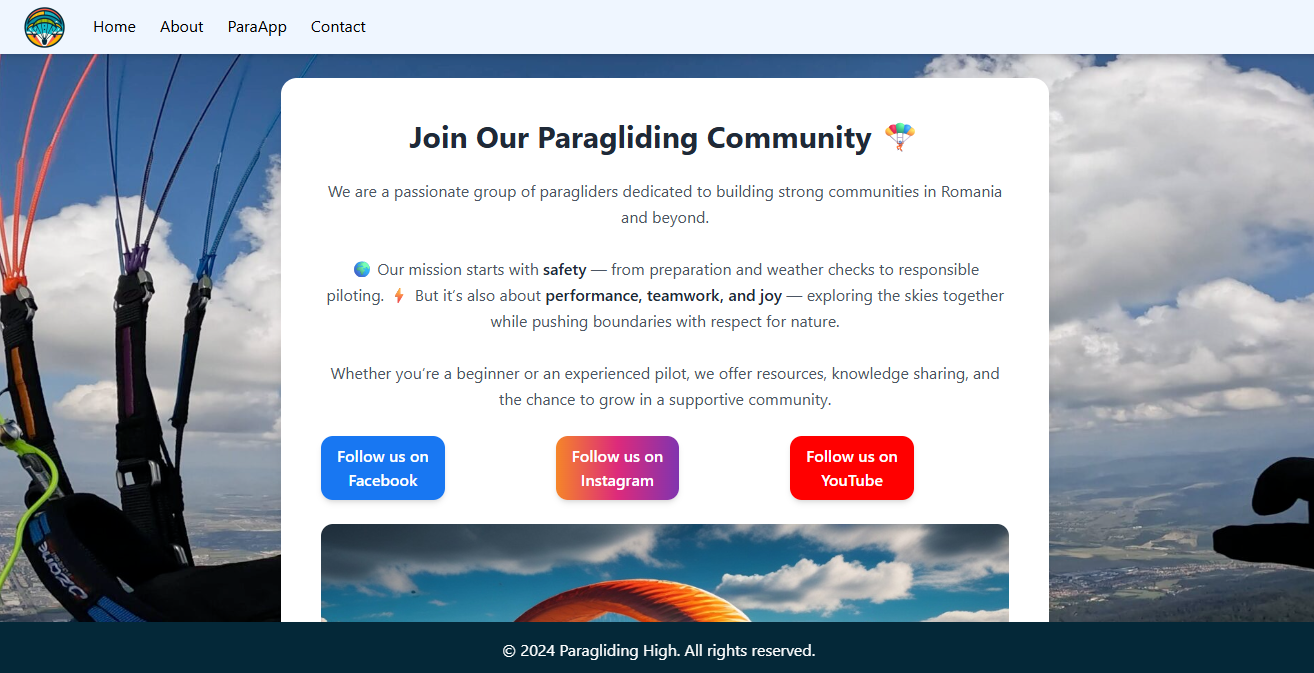 Home About ParaApp Contact
Join Our Paragliding Community 🪂
We are a passionate group of paragliders dedicated to building strong communities in Romania
and beyond.
🌍 Our mission starts with safety — from preparation and weather checks to responsible
piloting. ⚡ But it’s also about performance, teamwork, and joy — exploring the skies together
while pushing boundaries with respect for nature.
Whether you’re a beginner or an experienced pilot, we offer resources, knowledge sharing, and
the chance to grow in a supportive community.
Follow us on
Facebook
Follow us on
Instagram
Follow us on
YouTube
© 2024 Paragliding High. All rights reserved.